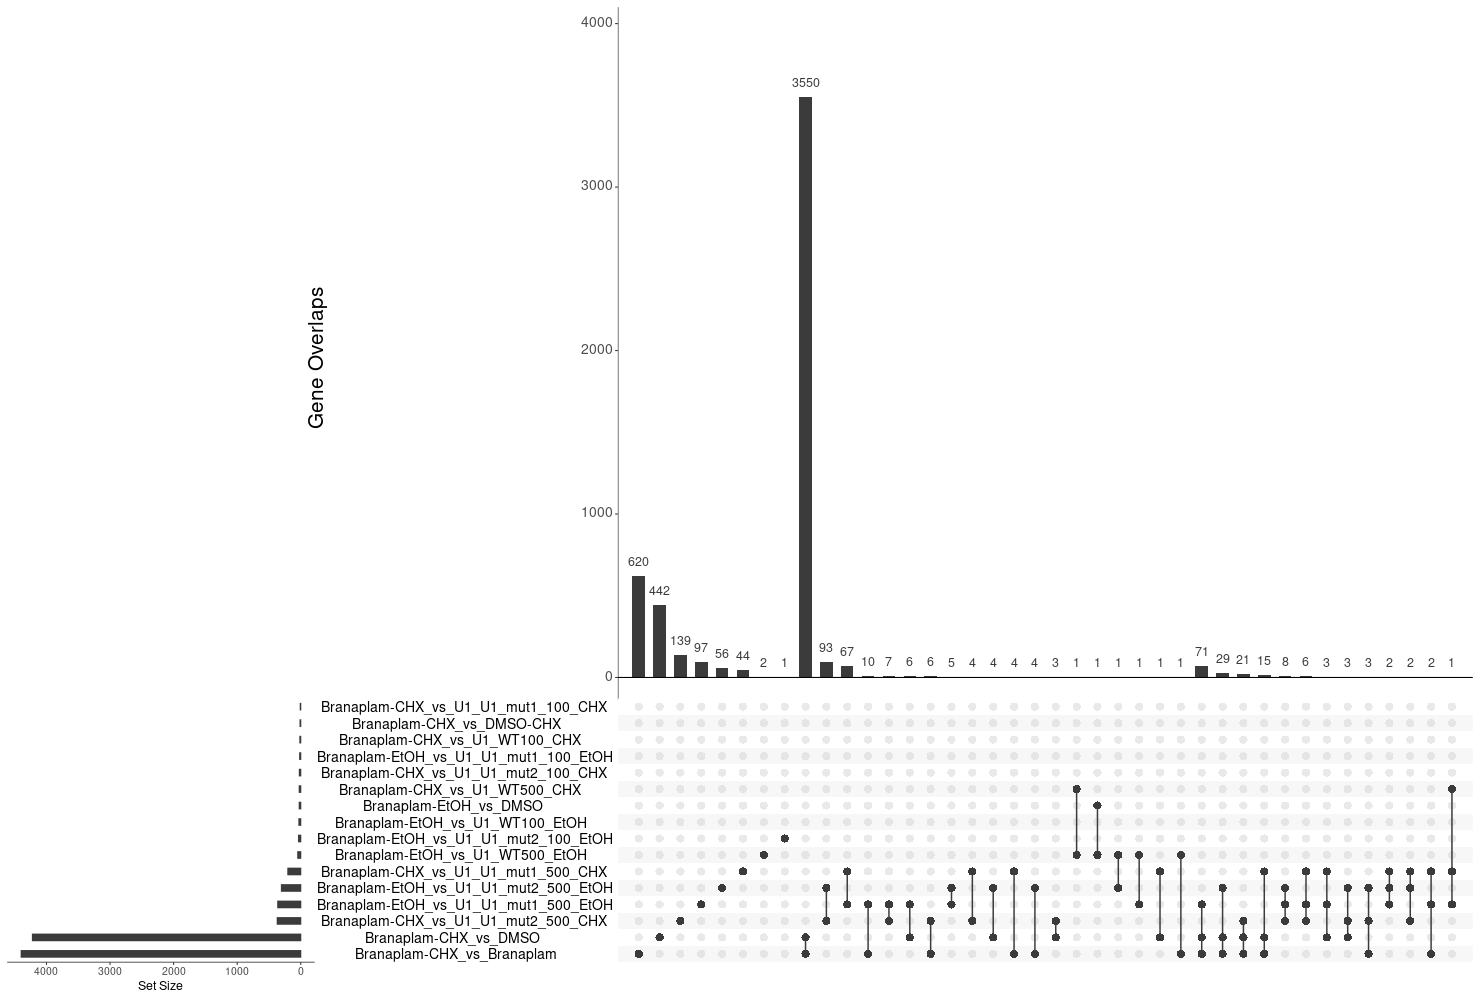 4000
3000
2000
1000
0
Gene Overlaps
3550
620
442
139 97 56 44 2 1 93 67 10 7 6 6 5 4 4 4 4 3 1 1 1 1 1 1 71 29 21 15 8 6 3 3 3 2 2 2 1
Branaplam-CHX_vs_U1_U1_mut1_100_CHX
Branaplam-CHX_vs_DMSO-CHX
Branaplam-CHX_vs_U1_WT100_CHX
Branaplam-EtOH_vs_U1_U1_mut1_100_EtOH
Branaplam-CHX_vs_U1_U1_mut2_100_CHX
Branaplam-CHX_vs_U1_WT500_CHX
Branaplam-EtOH_vs_DMSO
Branaplam-EtOH_vs_U1_WT100_EtOH
Branaplam-EtOH_vs_U1_U1_mut2_100_EtOH
Branaplam-EtOH_vs_U1_WT500_EtOH
Branaplam-CHX_vs_U1_U1_mut1_500_CHX
Branaplam-EtOH_vs_U1_U1_mut2_500_EtOH
Branaplam-EtOH_vs_U1_U1_mut1_500_EtOH
Branaplam-CHX_vs_U1_U1_mut2_500_CHX
Branaplam-CHX_vs_DMSO
Branaplam-CHX_vs_Branaplam
4000 3000 2000 1000 0
Set Size